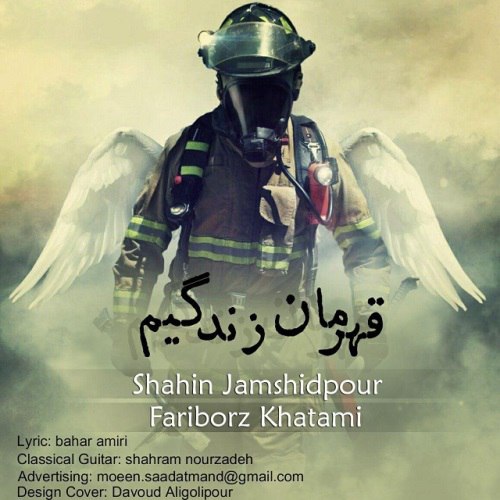 قهرمان زندگیم
Shahin Jamshidpour
Fariborz Khatami
Lyric: bahar amiri
Classical Guitar: shahram nourzadeh
Advertising: moeen.saadatmand@gmail.com
Design Cover: Davoud Aligolipour